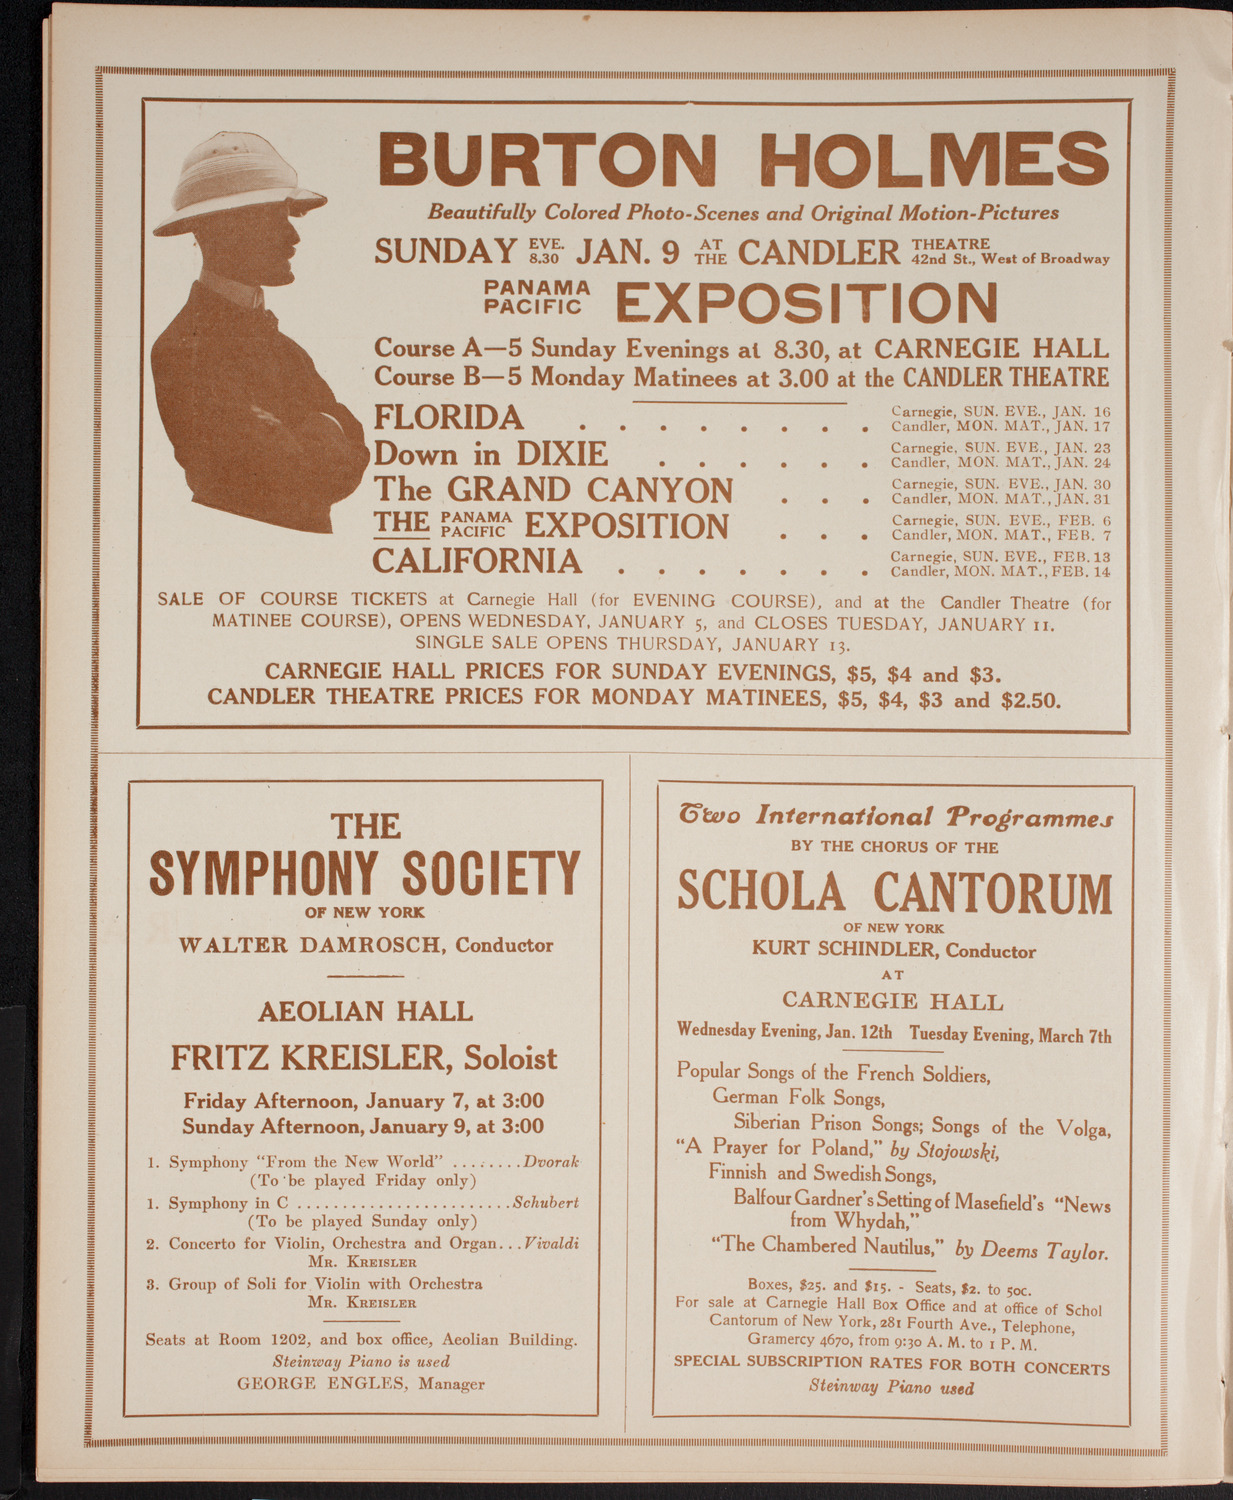 BURTON HOLMES
Beautifully Colored Photo-Scenes and Original Motion-Pictures
SUNDAY EVE. 8.30 JAN. 9 AT THE CANDLER THEATRE 42nd St., West of Broadway
PANAMA PACIFIC EXPOSITION
Course A—5 Sunday Evenings at 8.30, at CARNEGIE HALL
Course B—5 Monday Matinees at 3.00 at the CANDLER THEATRE
FLORIDA . . . . . . . . Carnegie, SUN. EVE., JAN. 16
Candler, MON. MAT., JAN. 17
Down in DIXIE . . . . . . Carnegie, SUN. EVE., JAN. 23
Candler, MON. MAT., JAN. 24
The GRAND CANYON . . . Carnegie, SUN. EVE., JAN. 30
Candler, MON. MAT., JAN. 31
THE PANAMA PACIFIC EXPOSITION . . . Carnegie, SUN. EVE., FEB. 6
Candler, MON. MAT., FEB. 7
CALIFORNIA . . . . . . . Carnegie, SUN. EVE., FEB. 13
Candler, MON. MAT., FEB. 14
SALE OF COURSE TICKETS at Carnegie Hall (for EVENING COURSE), and at the Candler Theatre (for
MATINEE COURSE), OPENS WEDNESDAY, JANUARY 5, and CLOSES TUESDAY, JANUARY 11.
SINGLE SALE OPENS THURSDAY, JANUARY 13.
CARNEGIE HALL PRICES FOR SUNDAY EVENINGS, $5, $4 and $3.
CANDLER THEATRE PRICES FOR MONDAY MATINEES, $5, $4, $3 and $2.50.
THE
SYMPHONY SOCIETY
OF NEW YORK
WALTER DAMROSCH, Conductor
AEOLIAN HALL
FRITZ KREISLER, Soloist
Friday Afternoon, January 7, at 3:00
Sunday Afternoon, January 9, at 3:00
1. Symphony "From the New World" ........Dvorak
(To be played Friday only)
1. Symphony in C ........................Schubert
(To be played Sunday only)
2. Concerto for Violin, Orchestra and Organ...Vivaldi
MR. KREISLER
3. Group of Soli for Violin with Orchestra
MR. KREISLER
Seats at Room 1202, and box office, Aeolian Building.
Steinway Piano is used
GEORGE ENGLES, Manager
Two International Programmes
BY THE CHORUS OF THE
SCHOLA CANTORUM
OF NEW YORK
KURT SCHINDLER, Conductor
AT
CARNEGIE HALL
Wednesday Evening, Jan. 12th Tuesday Evening, March 7th
Popular Songs of the French Soldiers,
German Folk Songs,
Siberian Prison Songs; Songs of the Volga,
"A Prayer for Poland," by Stojowski,
Finnish and Swedish Songs,
Balfour Gardner's Setting of Masefield's "News
from Whydah,"
"The Chambered Nautilus," by Deems Taylor.
Boxes, $25. and $15. - Seats, $2. to 50c.
For sale at Carnegie Hall Box Office and at office of Schol
Cantorum of New York, 281 Fourth Ave., Telephone,
Gramercy 4670, from 9:30 A. M. to 1 P. M.
SPECIAL SUBSCRIPTION RATES FOR BOTH CONCERTS
Steinway Piano used